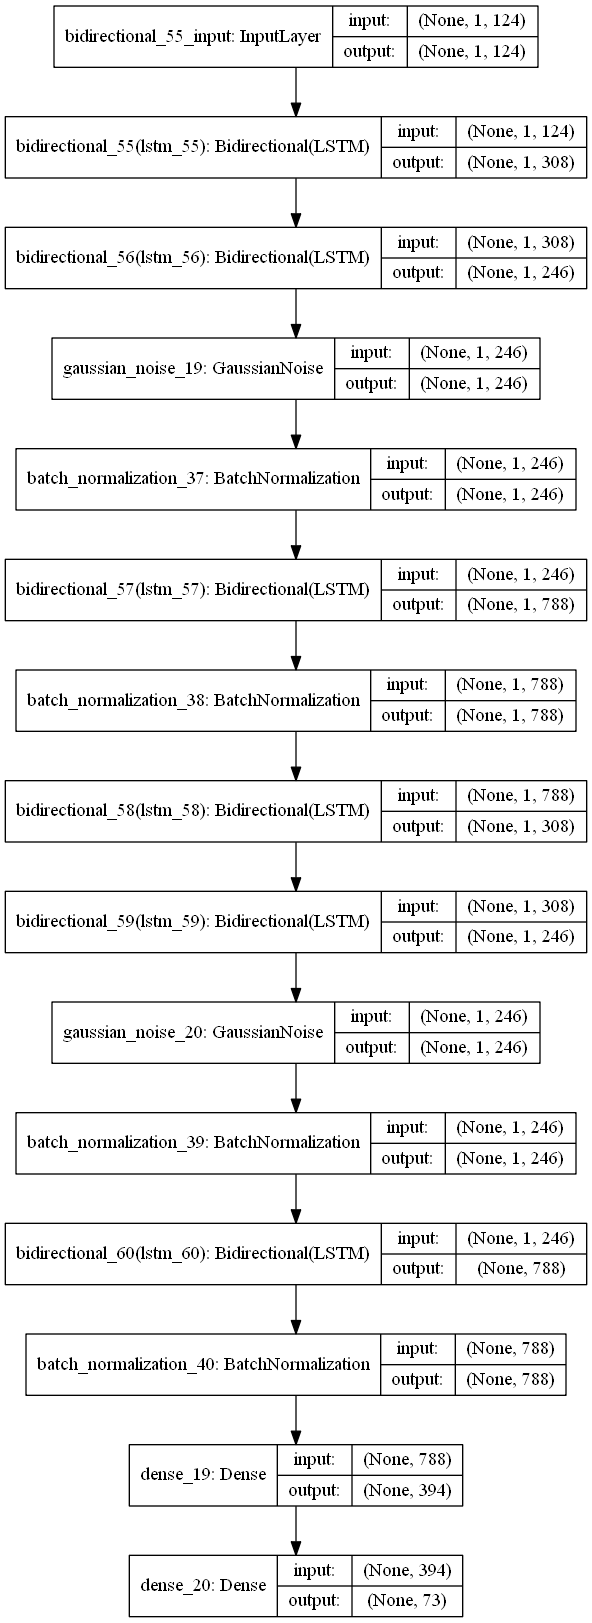 bidirectional_55_input: InputLayer
input: (None, 1, 124)
output: (None, 1, 124)
bidirectional_55(lstm_55): Bidirectional(LSTM)
input: (None, 1, 124)
output: (None, 1, 308)
bidirectional_56(lstm_56): Bidirectional(LSTM)
input: (None, 1, 308)
output: (None, 1, 246)
gaussian_noise_19: GaussianNoise
input: (None, 1, 246)
output: (None, 1, 246)
batch_normalization_37: BatchNormalization
input: (None, 1, 246)
output: (None, 1, 246)
bidirectional_57(lstm_57): Bidirectional(LSTM)
input: (None, 1, 246)
output: (None, 1, 788)
batch_normalization_38: BatchNormalization
input: (None, 1, 788)
output: (None, 1, 788)
bidirectional_58(lstm_58): Bidirectional(LSTM)
input: (None, 1, 788)
output: (None, 1, 308)
bidirectional_59(lstm_59): Bidirectional(LSTM)
input: (None, 1, 308)
output: (None, 1, 246)
gaussian_noise_20: GaussianNoise
input: (None, 1, 246)
output: (None, 1, 246)
batch_normalization_39: BatchNormalization
input: (None, 1, 246)
output: (None, 1, 246)
bidirectional_60(lstm_60): Bidirectional(LSTM)
input: (None, 1, 246)
output: (None, 788)
batch_normalization_40: BatchNormalization
input: (None, 788)
output: (None, 788)
dense_19: Dense
input: (None, 788)
output: (None, 394)
dense_20: Dense
input: (None, 394)
output: (None, 73)